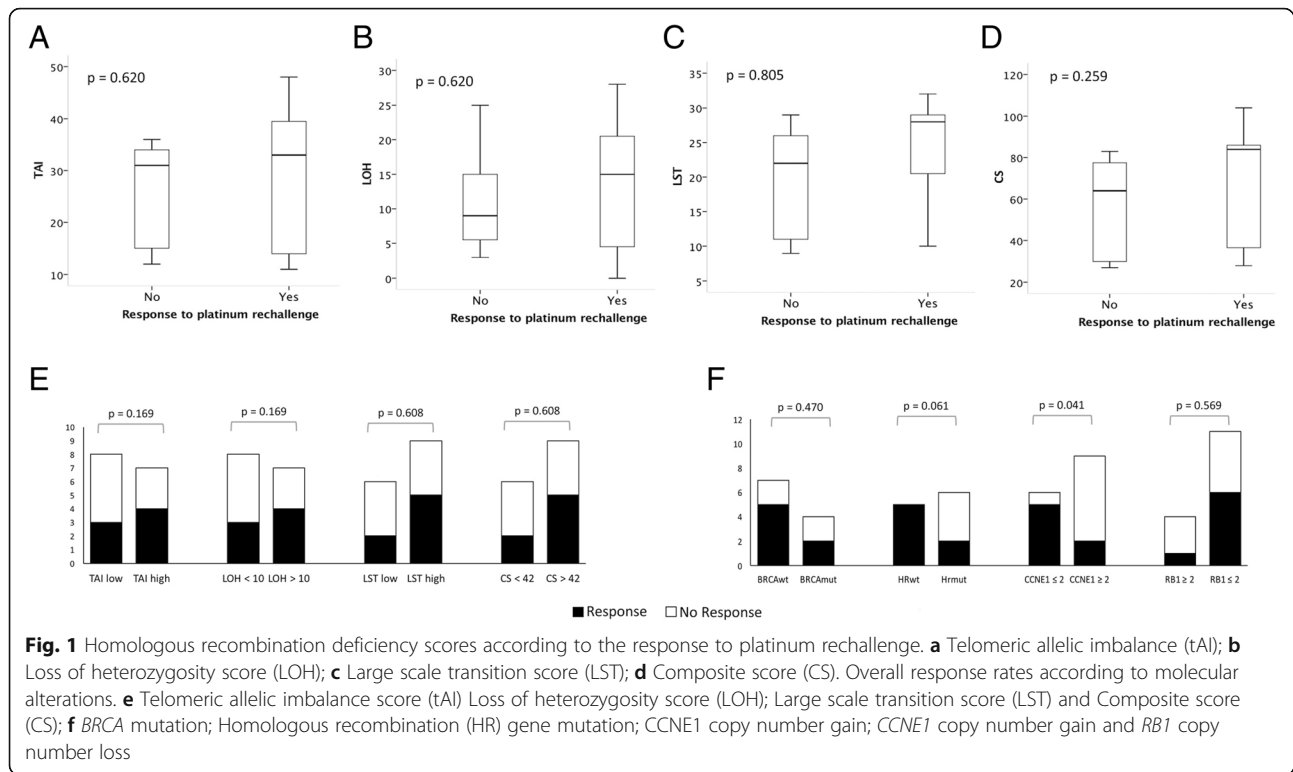 A
B
C
D
p = 0.620
p = 0.620
p = 0.805
p = 0.259
TAI
50
40
30
20
10
No
Yes
Response to platinum rechallenge
LOH
30
25
20
15
10
5
0
No
Yes
Response to platinum rechallenge
LST
35
30
25
20
15
10
5
No
Yes
Response to platinum rechallenge
CS
120
100
80
60
40
20
No
Yes
Response to platinum rechallenge
E
p = 0.169
p = 0.169
p = 0.608
p = 0.608
10
9
8
7
6
5
4
3
2
1
0
TAI low TAI high LOH < 10 LOH > 10 LST low LST high CS < 42 CS > 42
F
p = 0.470
p = 0.061
p = 0.041
p = 0.569
12
10
8
6
4
2
0
BRCAwt BRCAmut HRwt Hrmut CCNE1 ≤ 2 CCNE1 ≥ 2 RB1 ≥ 2 RB1 ≤ 2
Response No Response
Fig. 1 Homologous recombination deficiency scores according to the response to platinum rechallenge. a Telomeric allelic imbalance (tAI); b
Loss of heterozygosity score (LOH); c Large scale transition score (LST); d Composite score (CS). Overall response rates according to molecular
alterations. e Telomeric allelic imbalance score (tAI) Loss of heterozygosity score (LOH); Large scale transition score (LST) and Composite score
(CS); f BRCA mutation; Homologous recombination (HR) gene mutation; CCNE1 copy number gain; CCNE1 copy number gain and RB1 copy
number loss